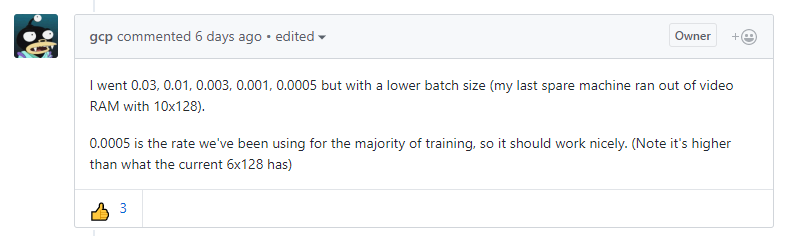 gcp commented 6 days ago • edited
Owner
I went 0.03, 0.01, 0.003, 0.001, 0.0005 but with a lower batch size (my last spare machine ran out of video
RAM with 10x128).
0.0005 is the rate we've been using for the majority of training, so it should work nicely. (Note it's higher
than what the current 6x128 has)
3